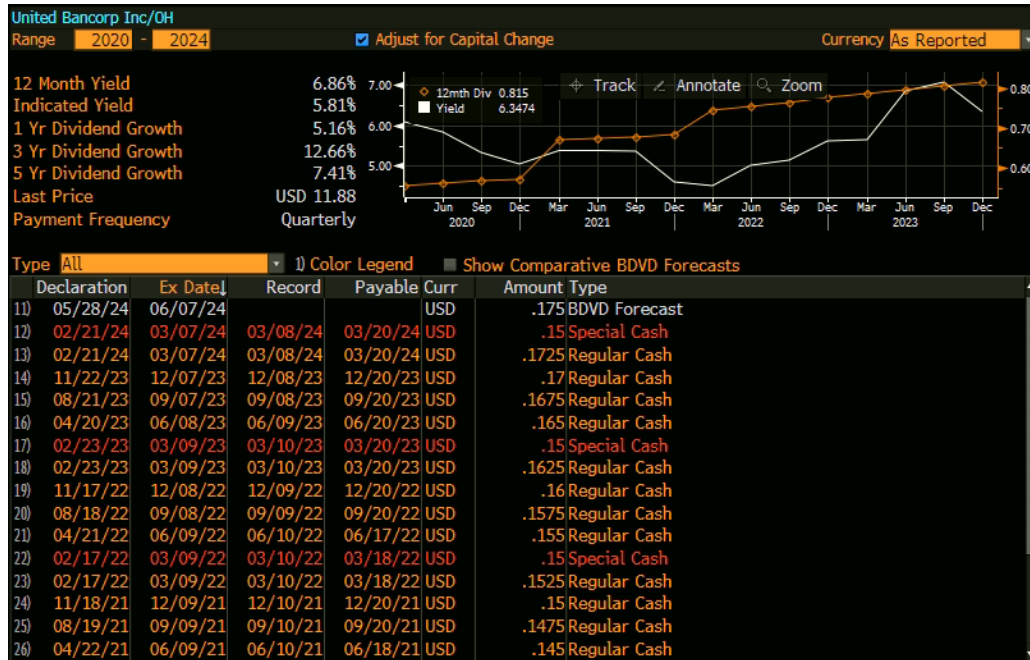 United Bancorp Inc/OH
Range 2020 - 2024 Adjust for Capital Change Currency As Reported
12 Month Yield 6.86%
Indicated Yield 5.81%
1 Yr Dividend Growth 5.16%
3 Yr Dividend Growth 12.66%
5 Yr Dividend Growth 7.41%
Last Price USD 11.88
Payment Frequency Quarterly
Track Annotate Zoom
12mth Div 0.815
Yield 6.3474
7.00
6.00
5.00
0.80
0.70
0.60
Jun Sep Dec Mar Jun Sep Dec Mar Jun Sep Dec Mar Jun Sep Dec
2020 2021 2022 2023
Type All 1) Color Legend Show Comparative BDVD Forecasts
Declaration Ex Date↓ Record Payable Curr Amount Type
11) 05/28/24 06/07/24 USD .175 BDVD Forecast
12) 02/21/24 03/07/24 03/08/24 03/20/24 USD .15 Special Cash
13) 02/21/24 03/07/24 03/08/24 03/20/24 USD .1725 Regular Cash
14) 11/22/23 12/07/23 12/08/23 12/20/23 USD .17 Regular Cash
15) 08/21/23 09/07/23 09/08/23 09/20/23 USD .1675 Regular Cash
16) 04/20/23 06/08/23 06/09/23 06/20/23 USD .165 Regular Cash
17) 02/23/23 03/09/23 03/10/23 03/20/23 USD .15 Special Cash
18) 02/23/23 03/09/23 03/10/23 03/20/23 USD .1625 Regular Cash
19) 11/17/22 12/08/22 12/09/22 12/20/22 USD .16 Regular Cash
20) 08/18/22 09/08/22 09/09/22 09/20/22 USD .1575 Regular Cash
21) 04/21/22 06/09/22 06/10/22 06/17/22 USD .155 Regular Cash
22) 02/17/22 03/09/22 03/10/22 03/18/22 USD .15 Special Cash
23) 02/17/22 03/09/22 03/10/22 03/18/22 USD .1525 Regular Cash
24) 11/18/21 12/09/21 12/10/21 12/20/21 USD .15 Regular Cash
25) 08/19/21 09/09/21 09/10/21 09/20/21 USD .1475 Regular Cash
26) 04/22/21 06/09/21 06/10/21 06/18/21 USD .145 Regular Cash